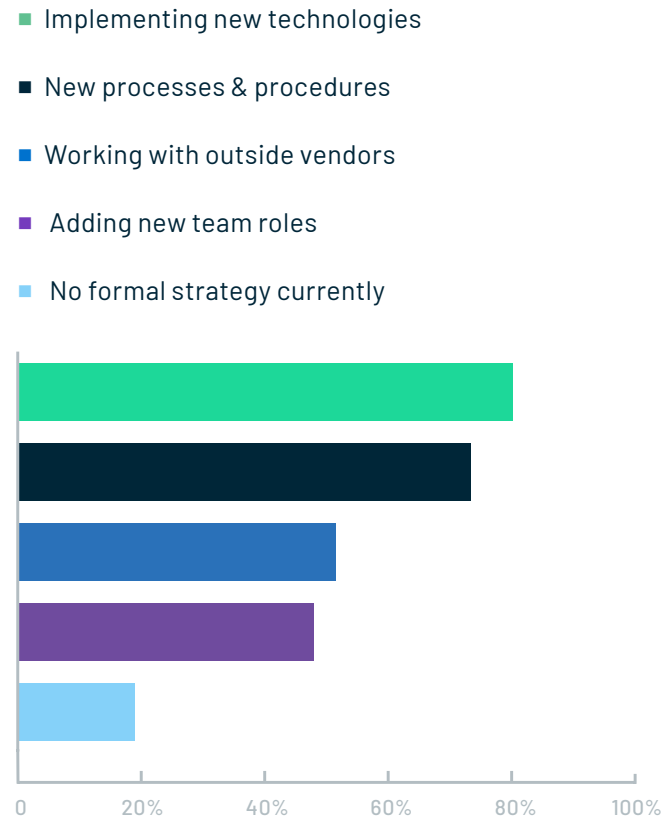 Implementing new technologies
New processes & procedures
Working with outside vendors
Adding new team roles
No formal strategy currently
0 20% 40% 60% 80% 100%